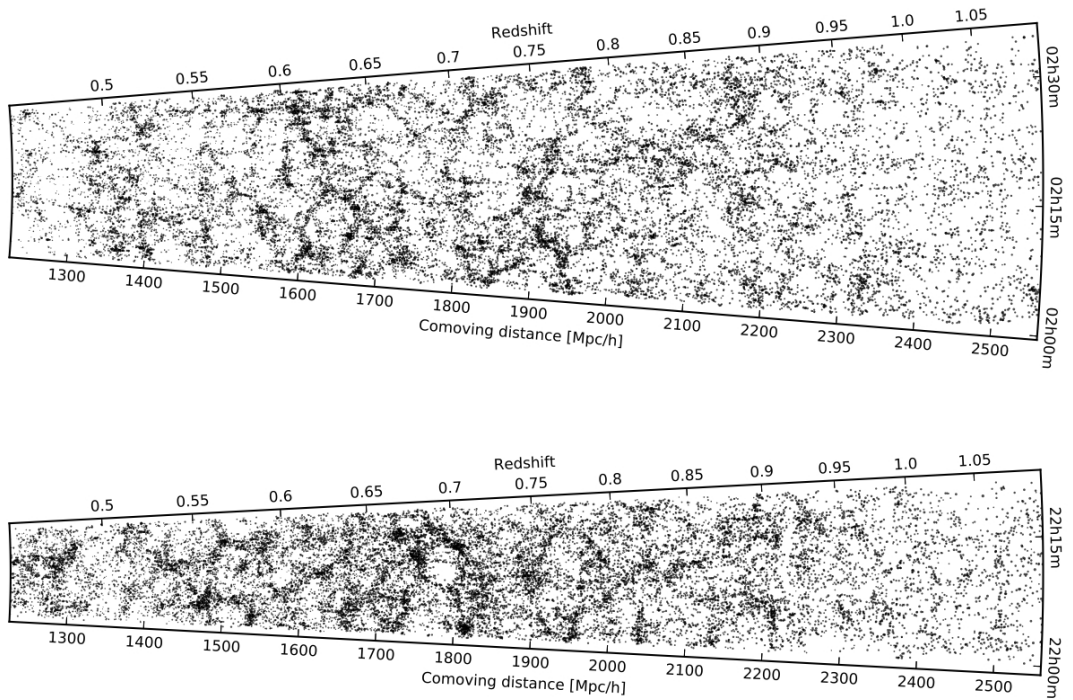 Redshift
0.5 0.55 0.6 0.65 0.7 0.75 0.8 0.85 0.9 0.95 1.0 1.05
02h30m
02h15m
02h00m
1300 1400 1500 1600 1700 1800 1900 2000 2100 2200 2300 2400 2500
Comoving distance [Mpc/h]
Redshift
0.5 0.55 0.6 0.65 0.7 0.75 0.8 0.85 0.9 0.95 1.0 1.05
22h15m
22h00m
1300 1400 1500 1600 1700 1800 1900 2000 2100 2200 2300 2400 2500
Comoving distance [Mpc/h]